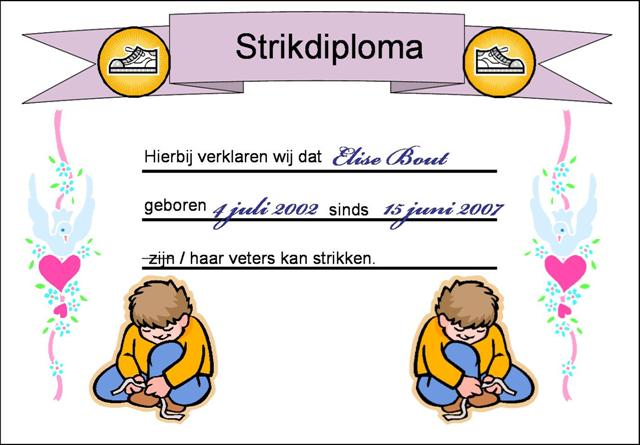 Strikdiploma
Hierbij verklaren wij dat Elise Bout
geboren 4 juli 2002 sinds 15 juni 2007
zijn / haar veters kan strikken.